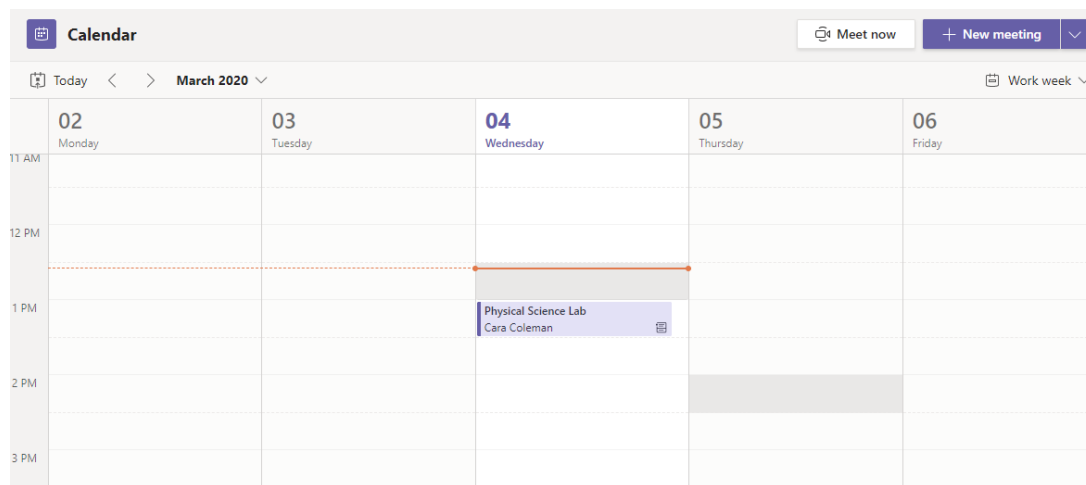 Calendar
Meet now
New meeting
Today
March 2020
Work week
02
Monday
03
Tuesday
04
Wednesday
05
Thursday
06
Friday
11 AM
12 PM
1 PM
Physical Science Lab
Cara Coleman
2 PM
3 PM